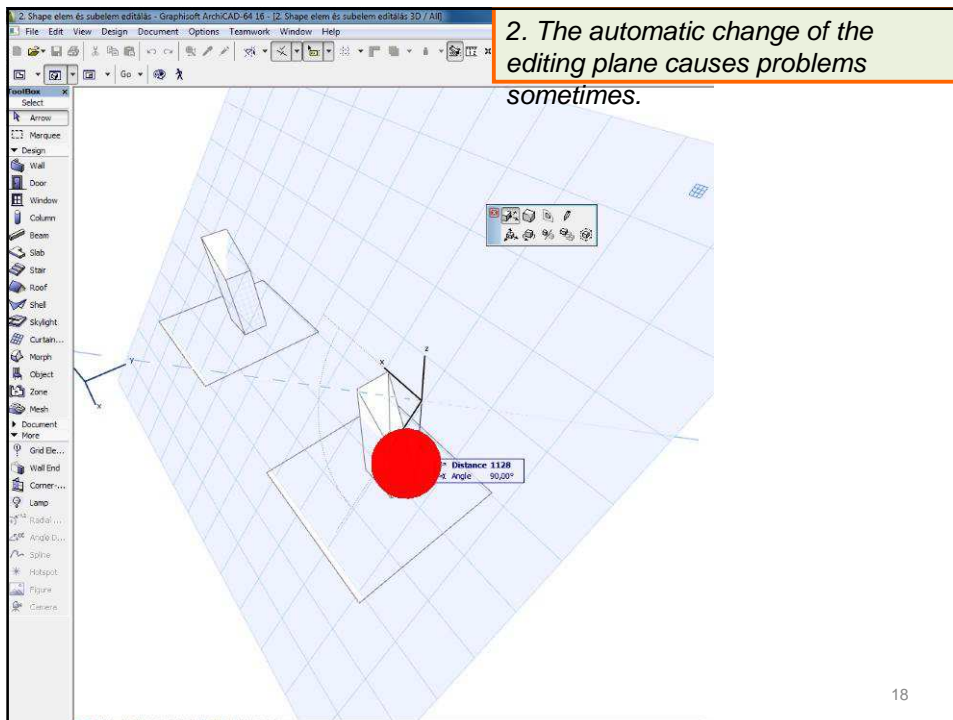 2. Shape elem és subelem editálás - Graphisoft ArchiCAD-64 16 - [2. Shape elem és subelem editálás 3D / All]
File Edit View Design Document Options Teamwork Window Help
2. The automatic change of the
editing plane causes problems
sometimes.
Go
ToolBox x
Select
Arrow
Marquee
Design
Wall
Door
Window
Column
Beam
Slab
Stair
Roof
Shell
Skylight
Curtain...
Morph
Object
Zone
Mesh
Document
More
Grid Ele...
Wall End
Corner-...
Lamp
Radial ...
Angle D...
Spline
Hotspot
Figure
Camera
y
x
x
z
Distance 1128
Angle 90,00°
18